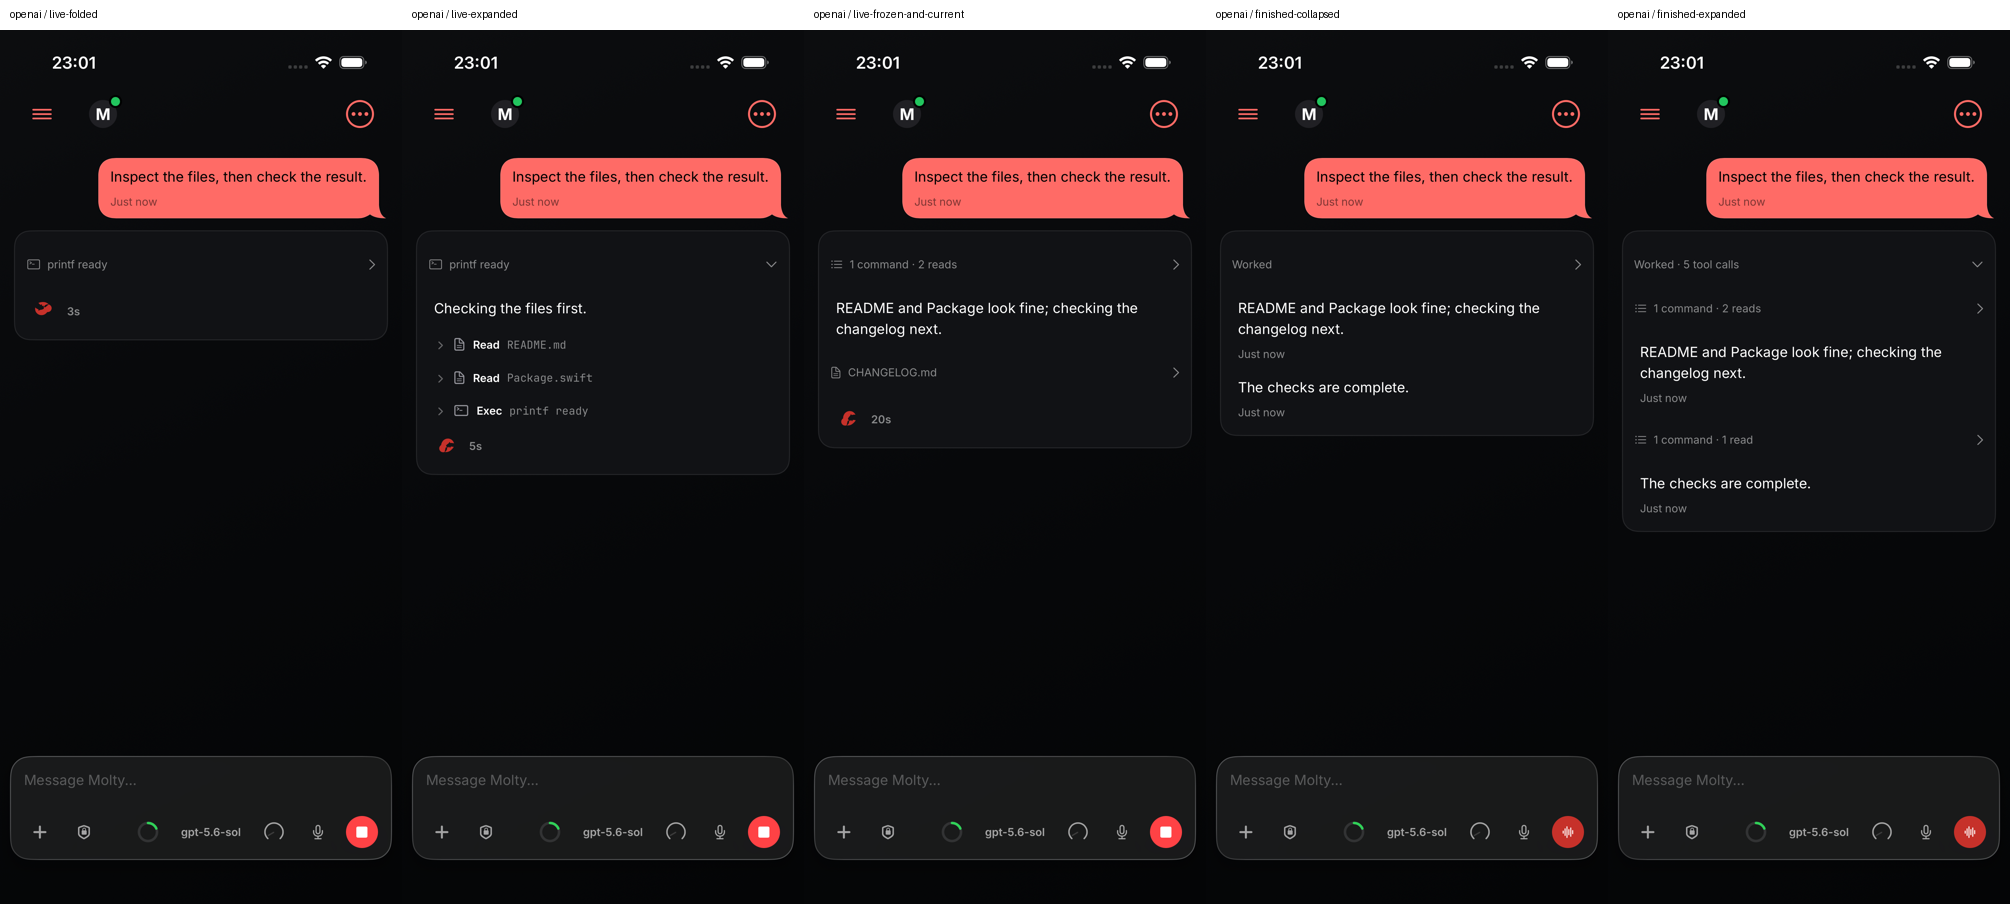 openai / live-folded
23:01
M
Inspect the files, then check the result.
Just now
printf ready
3s
Message Molty...
gpt-5.6-sol
openai / live-expanded
23:01
M
Inspect the files, then check the result.
Just now
printf ready
Checking the files first.
Read README.md
Read Package.swift
Exec printf ready
5s
Message Molty...
gpt-5.6-sol
openai / live-frozen-and-current
23:01
M
Inspect the files, then check the result.
Just now
1 command · 2 reads
README and Package look fine; checking the
changelog next.
CHANGELOG.md
20s
Message Molty...
gpt-5.6-sol
openai / finished-collapsed
23:01
M
Inspect the files, then check the result.
Just now
Worked
README and Package look fine; checking the
changelog next.
Just now
The checks are complete.
Just now
Message Molty...
gpt-5.6-sol
openai / finished-expanded
23:01
M
Inspect the files, then check the result.
Just now
Worked · 5 tool calls
1 command · 2 reads
README and Package look fine; checking the
changelog next.
Just now
1 command · 1 read
The checks are complete.
Just now
Message Molty...
gpt-5.6-sol